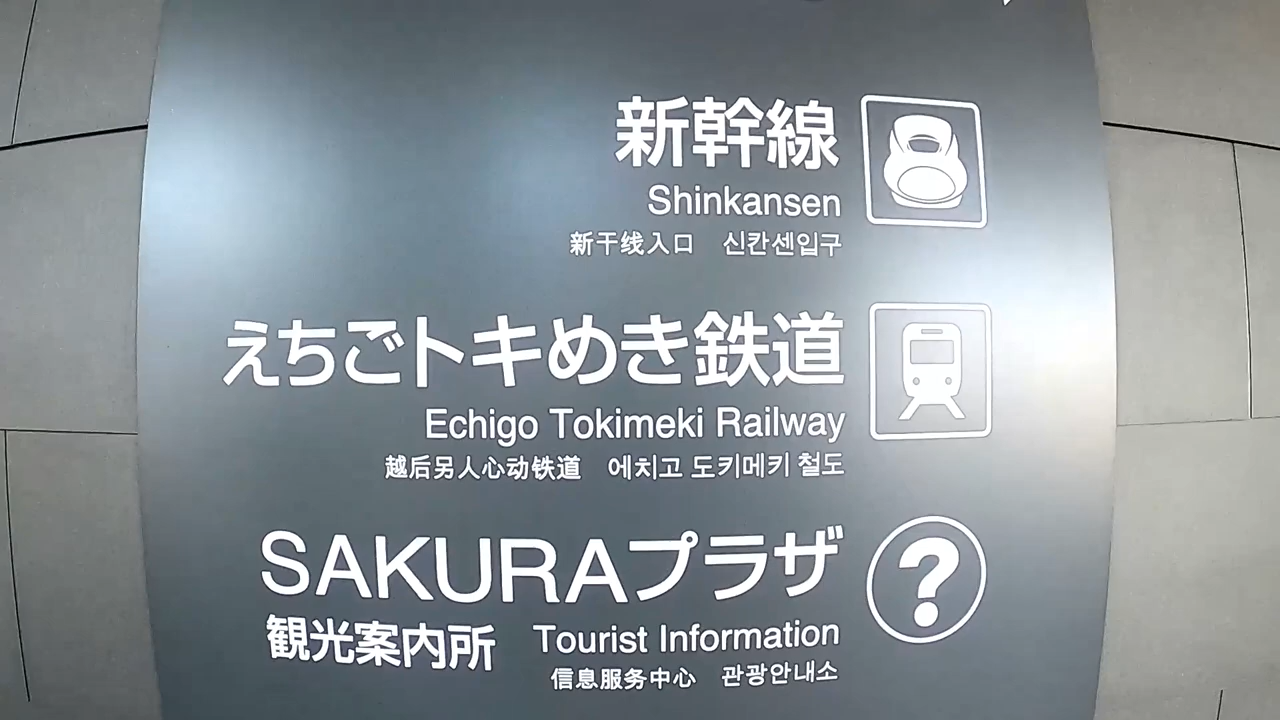 新幹線
Shinkansen
新干线入口 신칸센입구
えちごトキめき鉄道
Echigo Tokimeki Railway
越后另人心动铁道 에치고 도키메키 철도
SAKURAプラザ
観光案内所 Tourist Information
信息服务中心 관광안내소